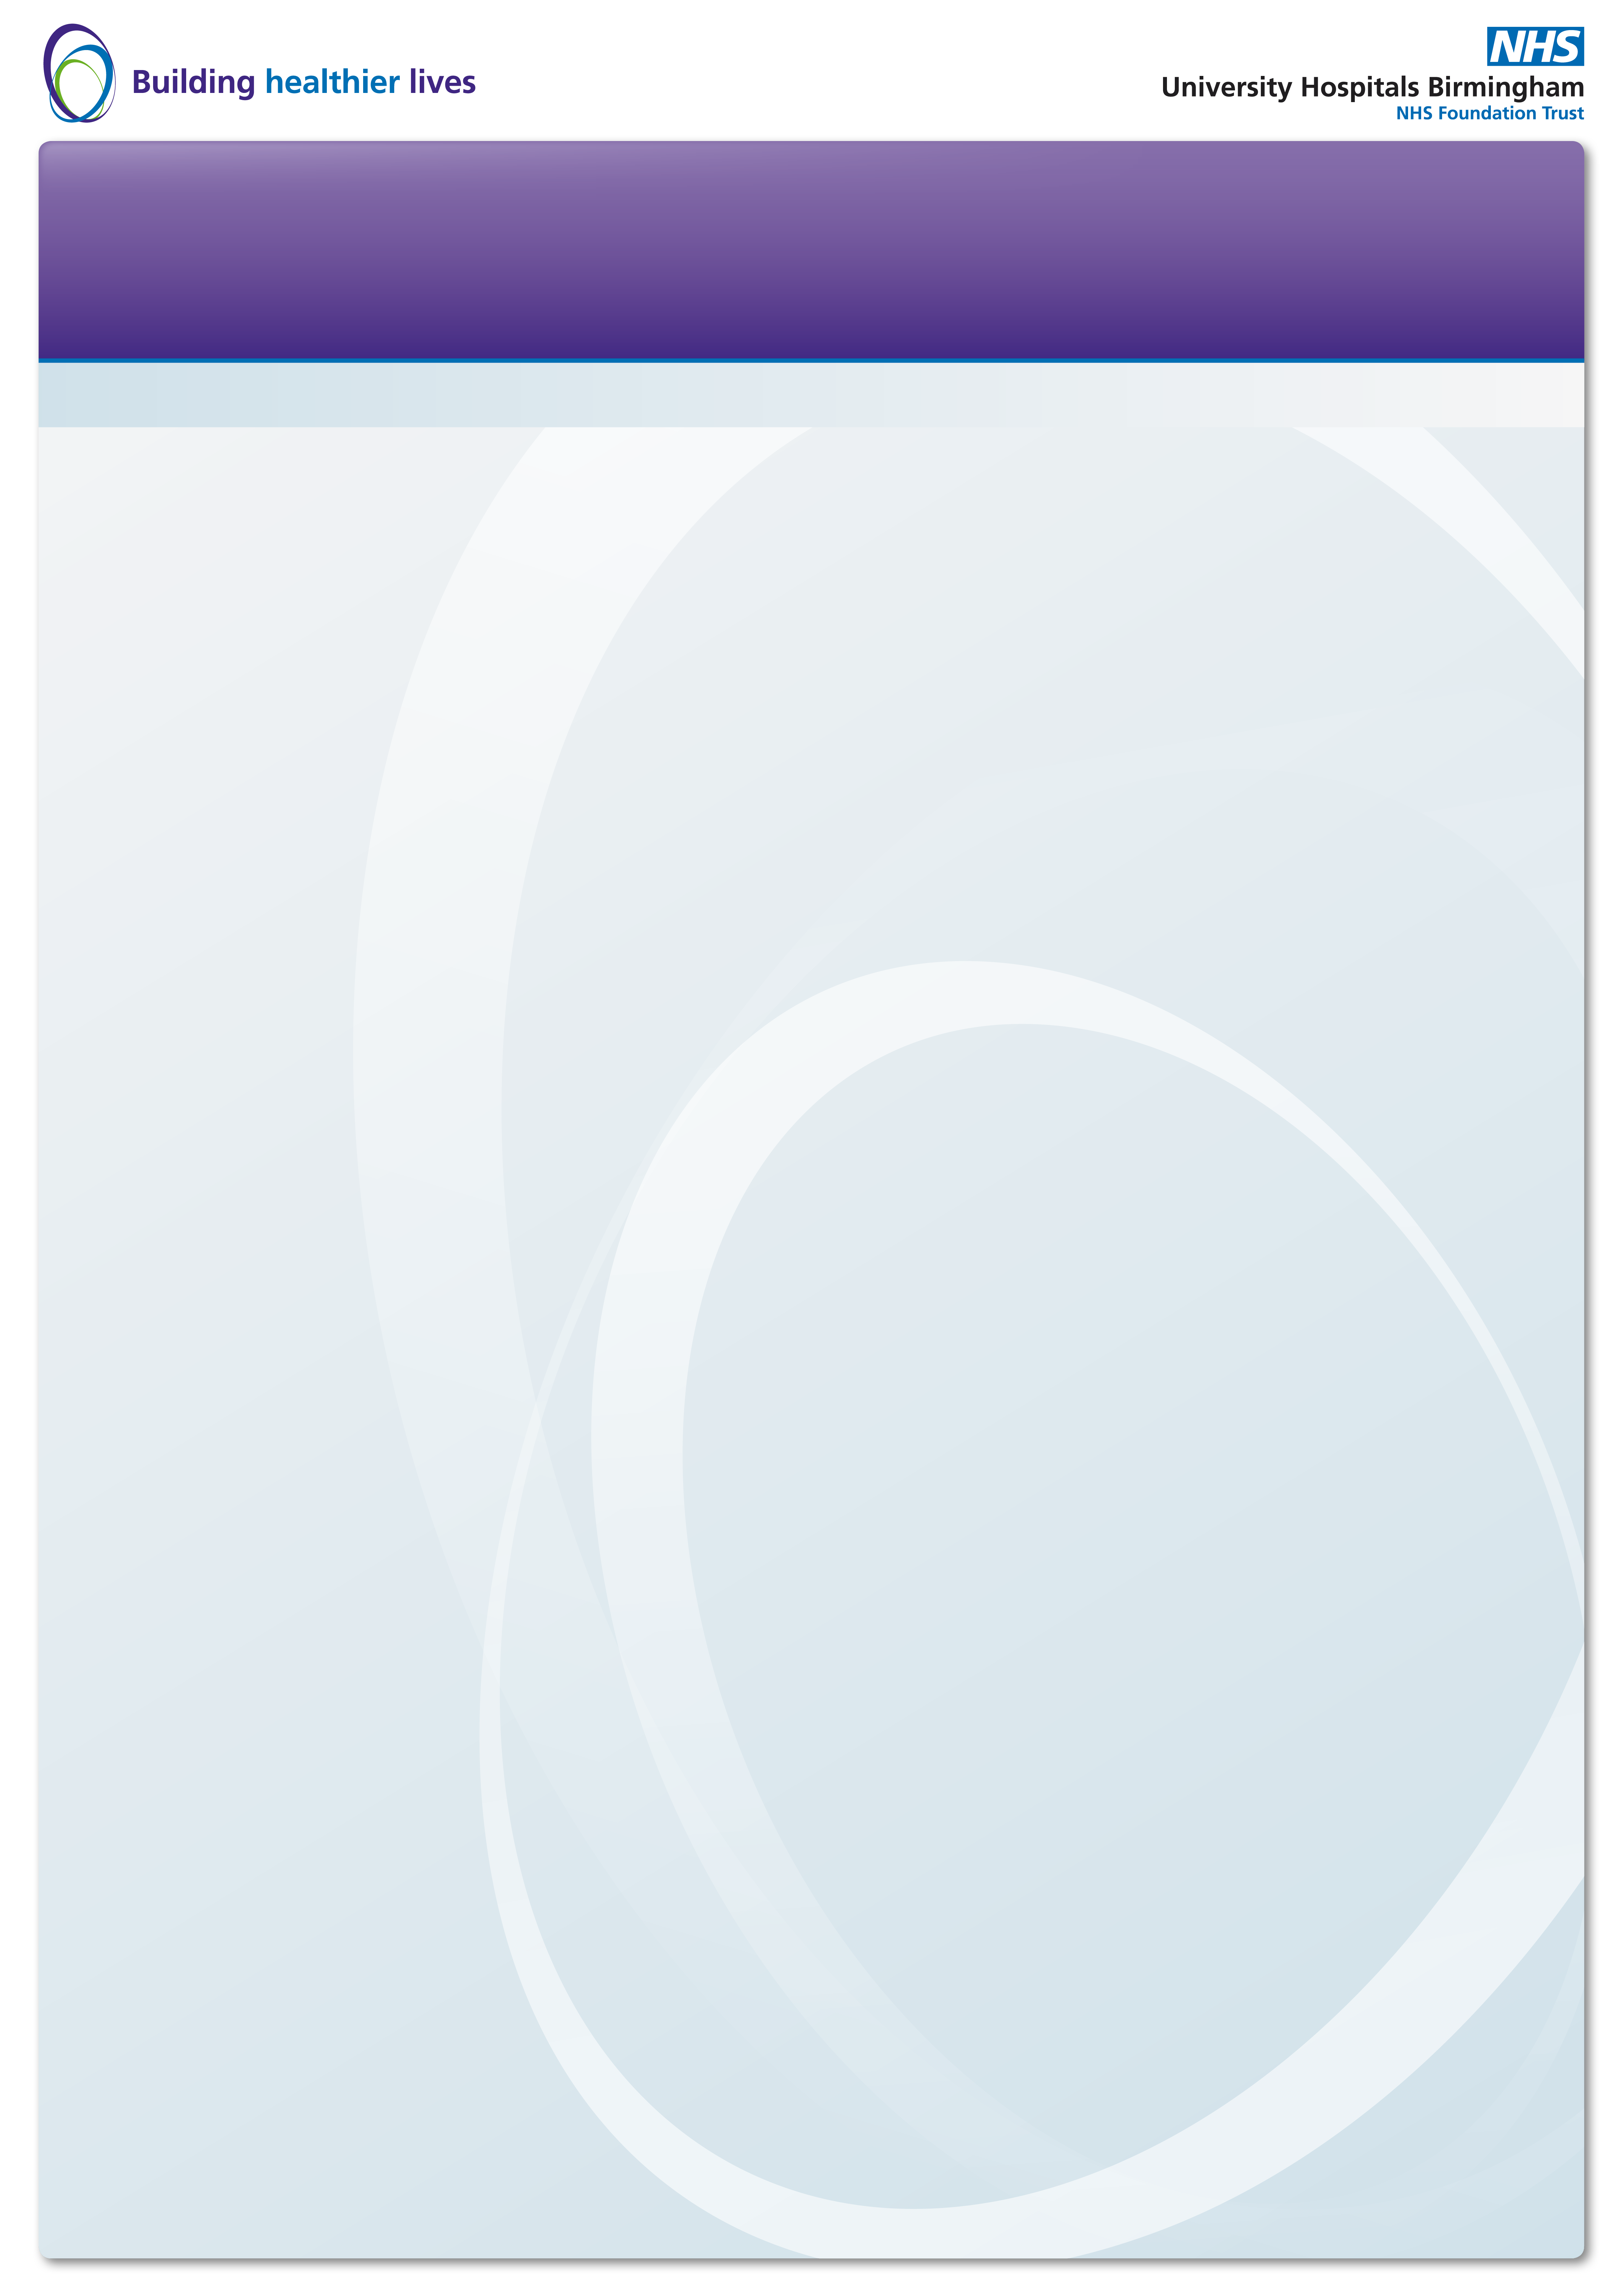 Building healthier lives
NHS
University Hospitals Birmingham
NHS Foundation Trust